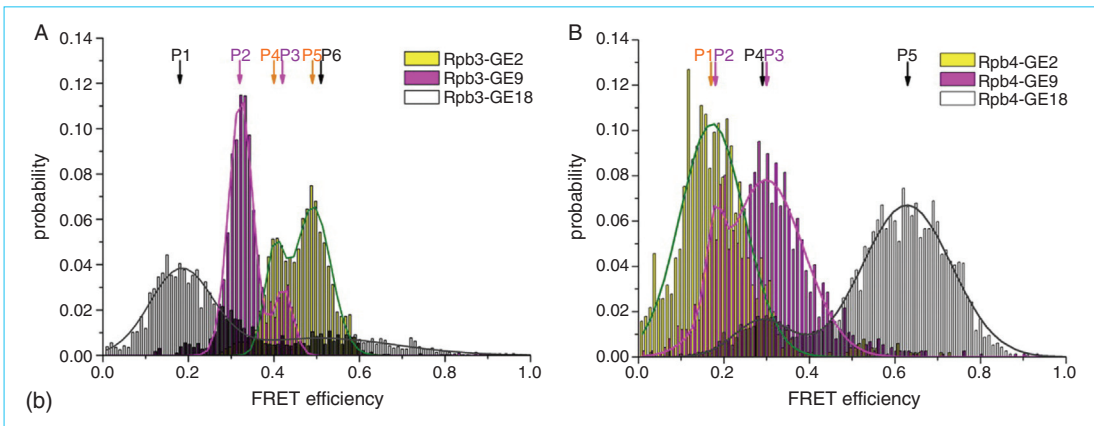 A
P1
P2
P4 P3
P5 P6
Rpb3-GE2
Rpb3-GE9
Rpb3-GE18
0.14
0.12
0.10
0.08
0.06
0.04
0.02
0.00
probability
0.0 0.2 0.4 0.6 0.8 1.0
FRET efficiency
(b)
B
P1 P2
P4 P3
P5
Rpb4-GE2
Rpb4-GE9
Rpb4-GE18
0.14
0.12
0.10
0.08
0.06
0.04
0.02
0.00
probability
0.0 0.2 0.4 0.6 0.8 1.0
FRET efficiency